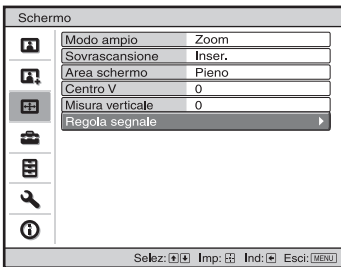 Schermo
Modo ampio Zoom
Sovrascansione Inser.
Area schermo Pieno
Centro V 0
Misura verticale 0
Regola segnale
Selez: Imp: Ind: Esci: MENU